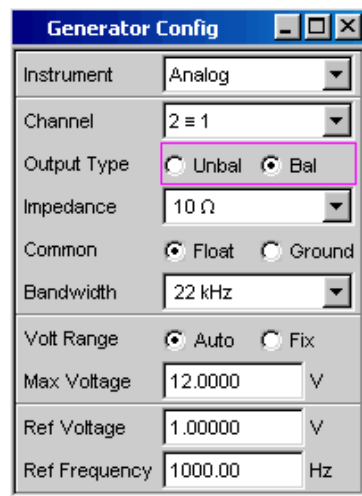 Generator Config
Instrument Analog
Channel 2 ≡ 1
Output Type Unbal Bal
Impedance 10 Ω
Common Float Ground
Bandwidth 22 kHz
Volt Range Auto Fix
Max Voltage 12.0000 V
Ref Voltage 1.00000 V
Ref Frequency 1000.00 Hz